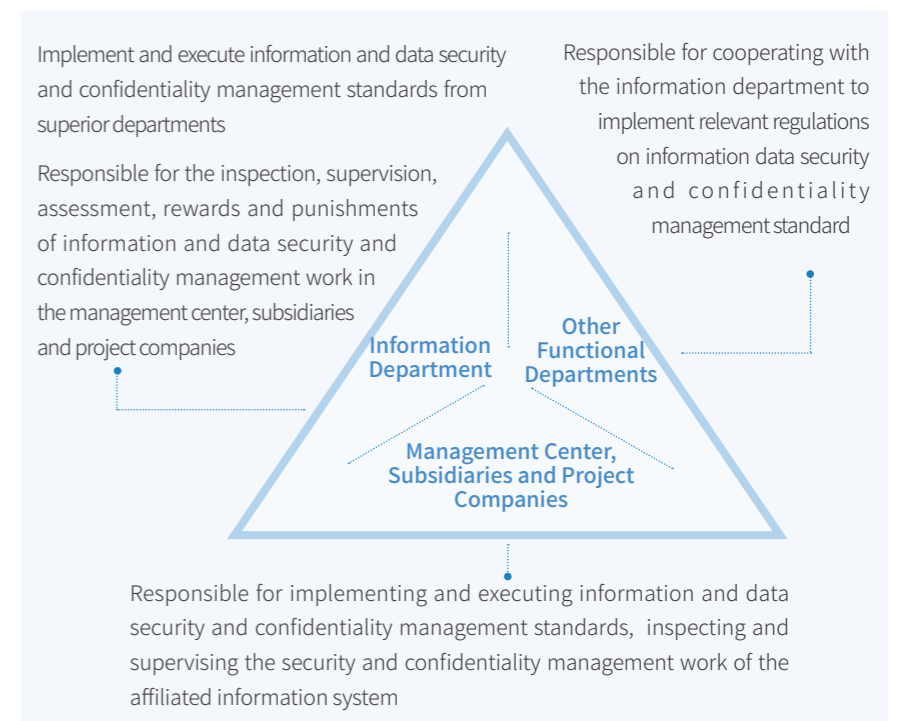 Implement and execute information and data security
and confidentiality management standards from
superior departments
Responsible for the inspection, supervision,
assessment, rewards and punishments
of information and data security and
confidentiality management work in
the management center, subsidiaries
and project companies
Responsible for cooperating with
the information department to
implement relevant regulations
on information data security
and confidentiality
management standard
Information
Department
Other
Functional
Departments
Management Center,
Subsidiaries and Project
Companies
Responsible for implementing and executing information and data
security and confidentiality management standards, inspecting and
supervising the security and confidentiality management work of the
affiliated information system